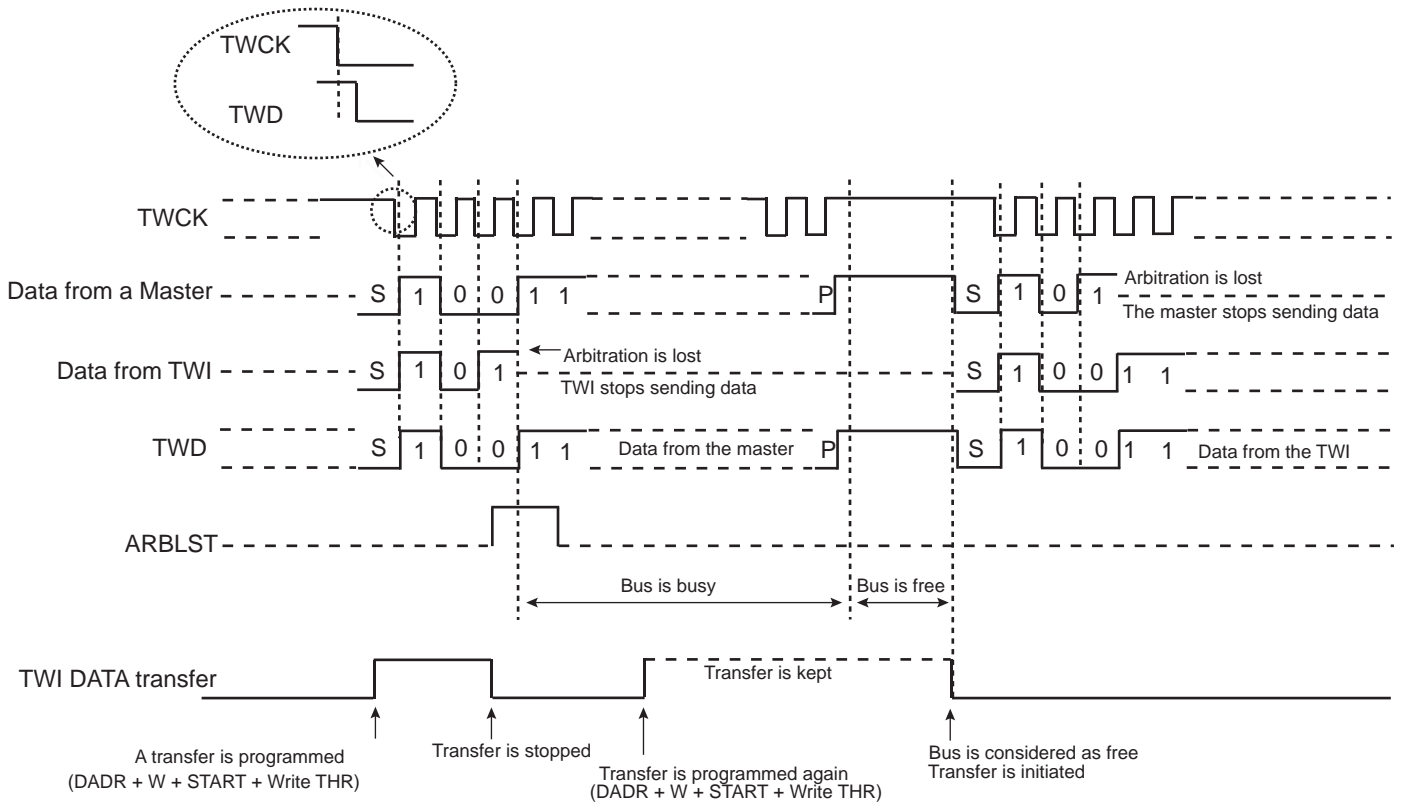 TWCK
TWD
TWCK
Data from a Master S 1 0 0 1 1 P S 1 0 1 Arbitration is lost
The master stops sending data
Data from TWI S 1 0 1 Arbitration is lost S 1 0 0 1 1
TWI stops sending data
TWD S 1 0 0 1 1 Data from the master P S 1 0 0 1 1 Data from the TWI
ARBLST
Bus is busy Bus is free
TWI DATA transfer Transfer is kept
A transfer is programmed
(DADR + W + START + Write THR)
Transfer is stopped
Transfer is programmed again
(DADR + W + START + Write THR)
Bus is considered as free
Transfer is initiated